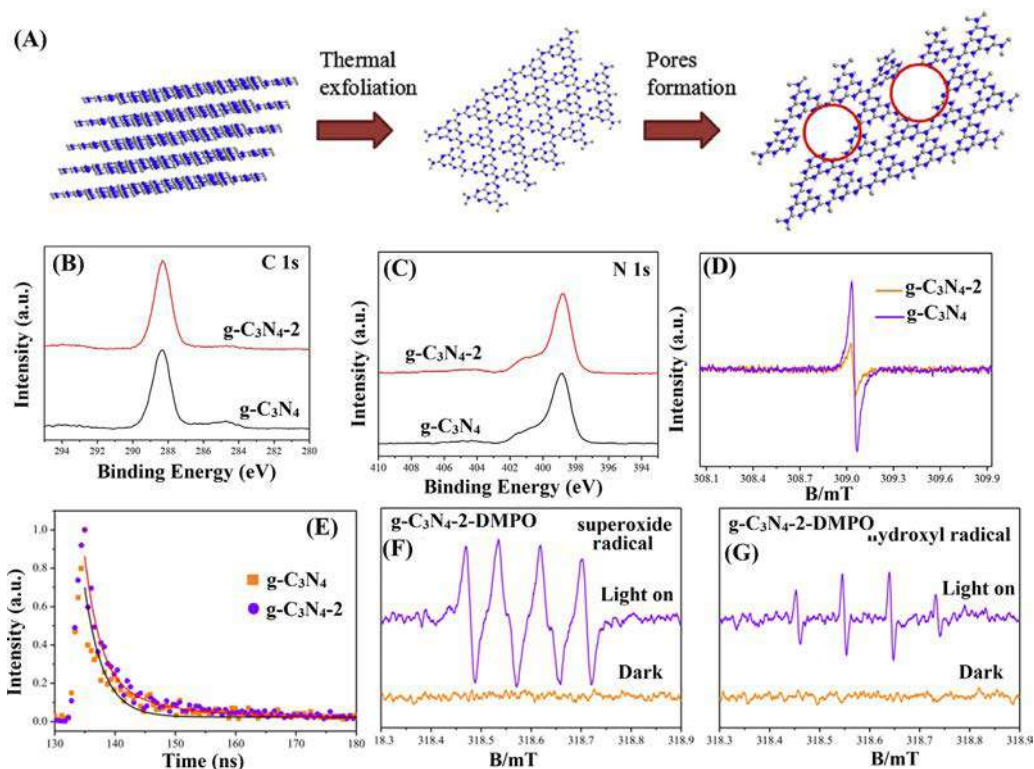 (A)
Thermal
exfoliation
Pores
formation
(B)
C 1s
g-C₃N₄-2
g-C₃N₄
Intensity (a.u.)
294 292 290 288 286 284 282 280
Binding Energy (eV)
(C)
N 1s
g-C₃N₄-2
g-C₃N₄
Intensity (a.u.)
410 408 406 404 402 400 398 396 394
Binding Energy (eV)
(D)
g-C₃N₄-2
g-C₃N₄
Intensity (a.u.)
308.1 308.4 308.7 309.0 309.3 309.6 309.9
B/mT
(E)
g-C₃N₄
g-C₃N₄-2
Intensity (a.u.)
1.0
0.8
0.6
0.4
0.2
0.0
130 140 150 160 170 180
Time (ns)
g-C₃N₄-2-DMPO
(F)
superoxide
radical
Light on
Dark
Intensity (a.u.)
18.3 318.4 318.5 318.6 318.7 318.8 318.9
B/mT
g-C₃N₄-2-DMPO
(G)
hydroxyl radical
Light on
Dark
318.3 318.4 318.5 318.6 318.7 318.8 318.9
B/mT